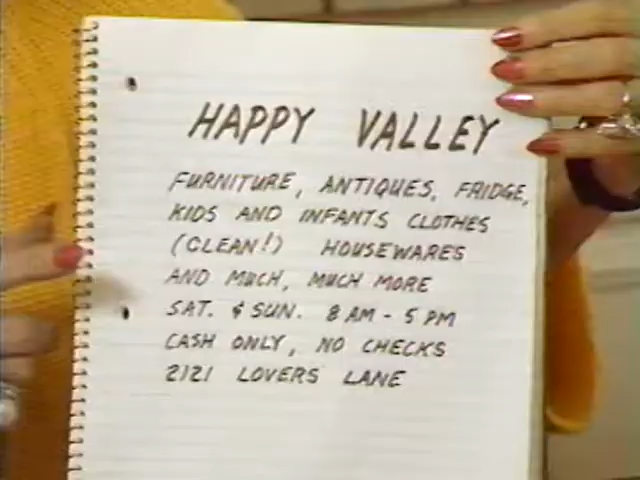 HAPPY VALLEY
FURNITURE, ANTIQUES, FRIDGE,
KIDS AND INFANTS CLOTHES
(CLEAN!) HOUSEWARES
AND MUCH, MUCH MORE
SAT. & SUN. 8 AM - 5 PM
CASH ONLY, NO CHECKS
2121 LOVERS LANE